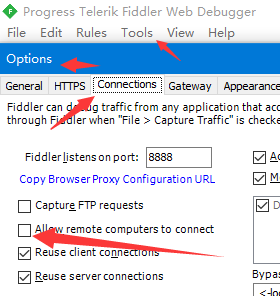 Progress Telerik Fiddler Web Debugger
File Edit Rules Tools View Help
Options
General HTTPS Connections Gateway Appearance
Fiddler can debug traffic from any application that acc
through Fiddler when "File > Capture Traffic" is checke
Fiddler listens on port: 8888
Copy Browser Proxy Configuration URL
Capture FTP requests
Allow remote computers to connect
Reuse client connections
Reuse server connections
A
M
Bypas
<-lo